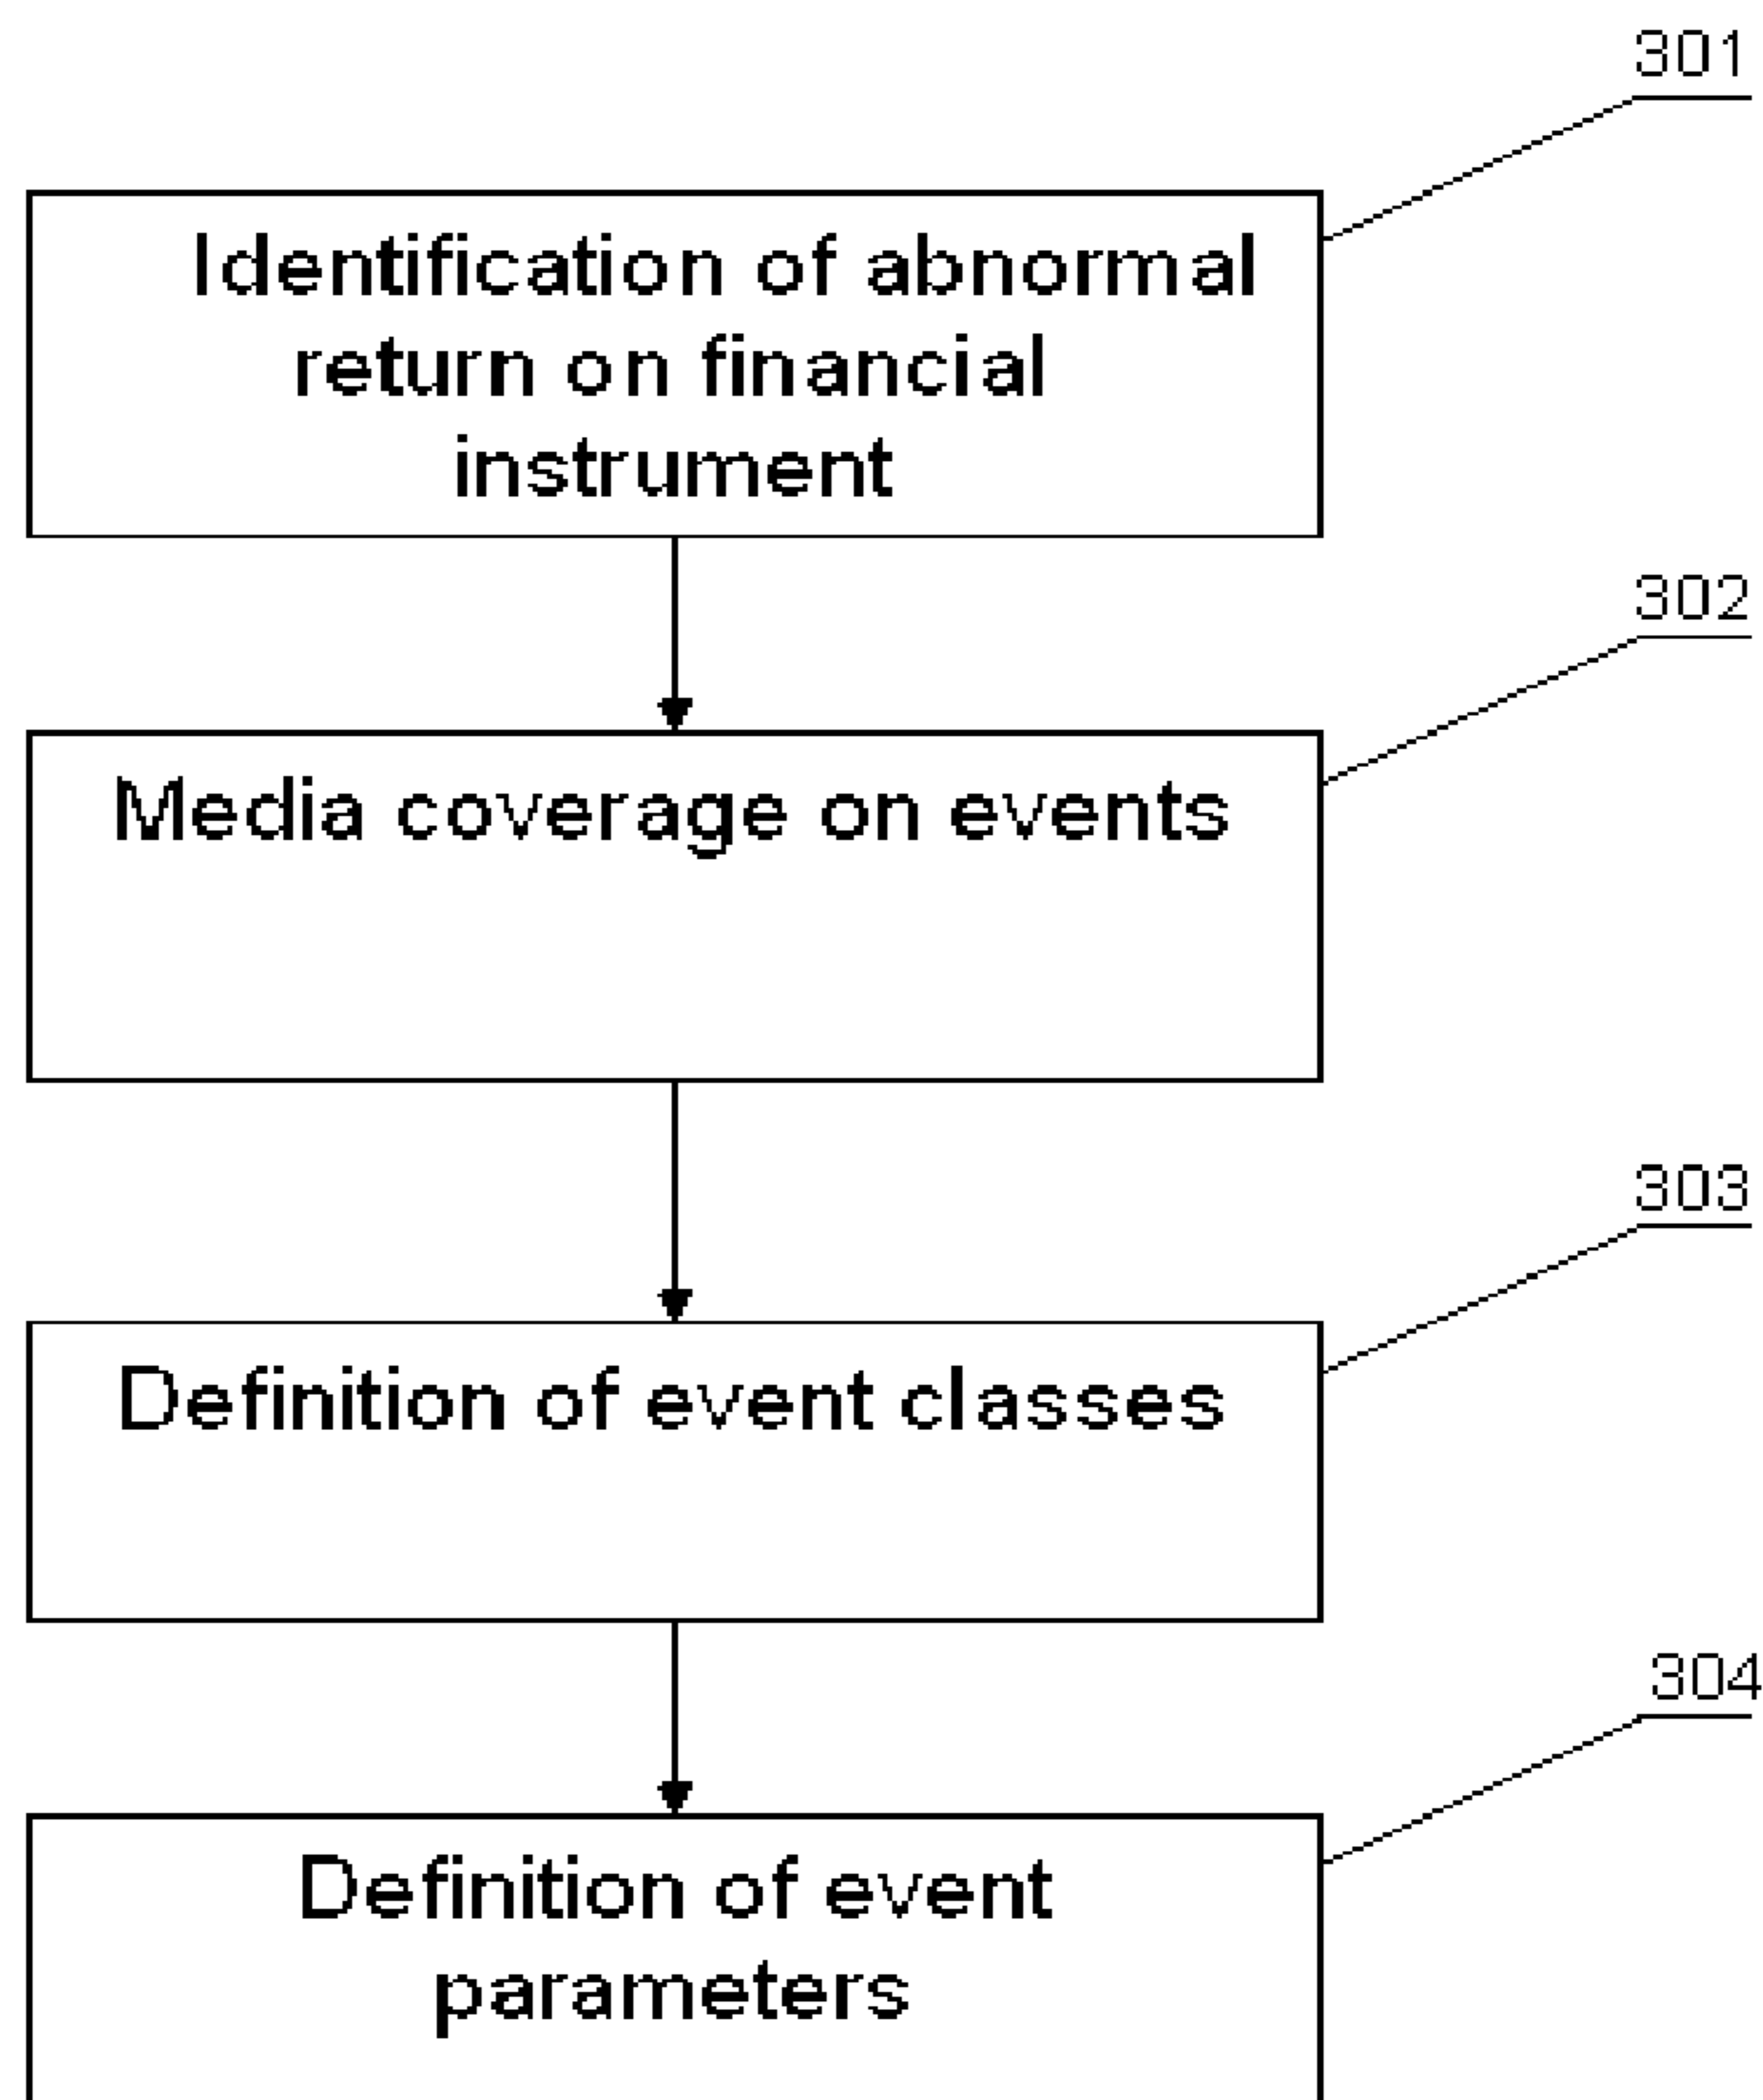 301
Identification of abnormal
return on financial
instrument
302
Media coverage on events
303
Definition of event classes
304
Definition of event
parameters